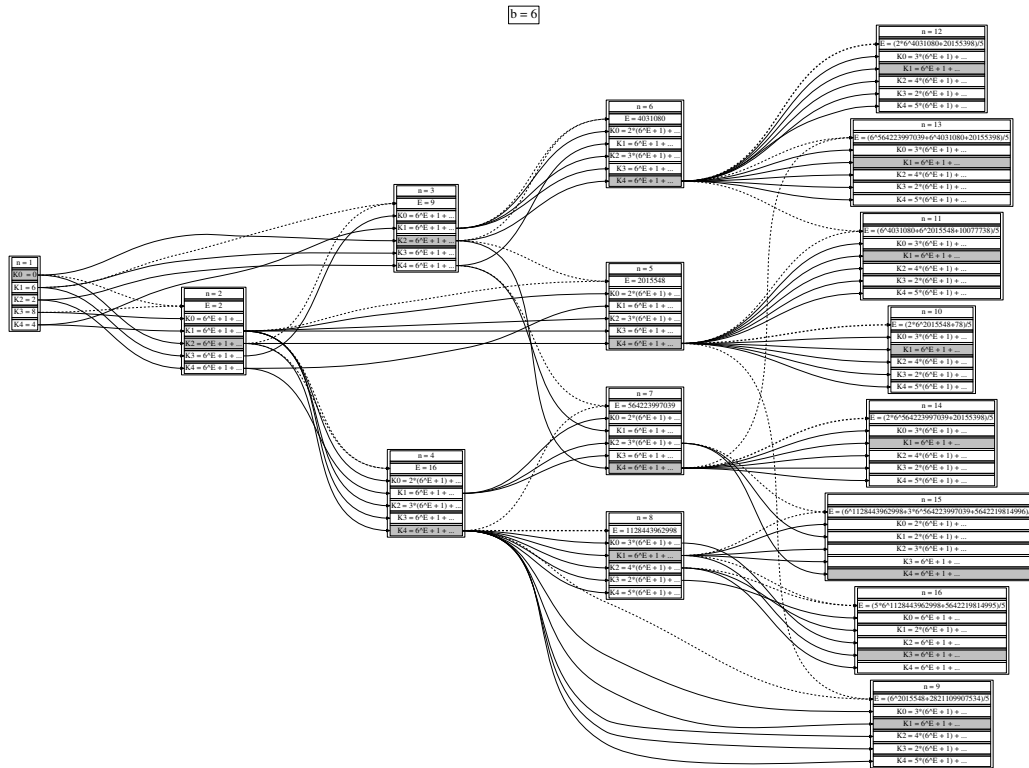 b = 6
n = 1
K0 = 0
K1 = 6
K2 = 2
K3 = 8
K4 = 4
n = 2
E = 2
K0 = 6^E + 1 + ...
K1 = 6^E + 1 + ...
K2 = 6^E + 1 + ...
K3 = 6^E + 1 + ...
K4 = 6^E + 1 + ...
n = 3
E = 9
K0 = 6^E + 1 + ...
K1 = 6^E + 1 + ...
K2 = 6^E + 1 + ...
K3 = 6^E + 1 + ...
K4 = 6^E + 1 + ...
n = 4
E = 16
K0 = 2*(6^E + 1) + ...
K1 = 6^E + 1 + ...
K2 = 3*(6^E + 1) + ...
K3 = 6^E + 1 + ...
K4 = 6^E + 1 + ...
n = 6
E = 4031080
K0 = 2*(6^E + 1) + ...
K1 = 6^E + 1 + ...
K2 = 3*(6^E + 1) + ...
K3 = 6^E + 1 + ...
K4 = 6^E + 1 + ...
n = 5
E = 2015548
K0 = 2*(6^E + 1) + ...
K1 = 6^E + 1 + ...
K2 = 3*(6^E + 1) + ...
K3 = 6^E + 1 + ...
K4 = 6^E + 1 + ...
n = 7
E = 564223997039
K0 = 2*(6^E + 1) + ...
K1 = 6^E + 1 + ...
K2 = 3*(6^E + 1) + ...
K3 = 6^E + 1 + ...
K4 = 6^E + 1 + ...
n = 8
E = 1128443962998
K0 = 3*(6^E + 1) + ...
K1 = 6^E + 1 + ...
K2 = 4*(6^E + 1) + ...
K3 = 2*(6^E + 1) + ...
K4 = 5*(6^E + 1) + ...
n = 12
E = (2*6^4031080+20155398)/5
K0 = 3*(6^E + 1) + ...
K1 = 6^E + 1 + ...
K2 = 4*(6^E + 1) + ...
K3 = 2*(6^E + 1) + ...
K4 = 5*(6^E + 1) + ...
n = 13
E = (6^564223997039+6^4031080+20155398)/5
K0 = 3*(6^E + 1) + ...
K1 = 6^E + 1 + ...
K2 = 4*(6^E + 1) + ...
K3 = 2*(6^E + 1) + ...
K4 = 5*(6^E + 1) + ...
n = 11
E = (6^4031080+6^2015548+10077738)/5
K0 = 3*(6^E + 1) + ...
K1 = 6^E + 1 + ...
K2 = 4*(6^E + 1) + ...
K3 = 2*(6^E + 1) + ...
K4 = 5*(6^E + 1) + ...
n = 10
E = (2*6^2015548+78)/5
K0 = 3*(6^E + 1) + ...
K1 = 6^E + 1 + ...
K2 = 4*(6^E + 1) + ...
K3 = 2*(6^E + 1) + ...
K4 = 5*(6^E + 1) + ...
n = 14
E = (2*6^564223997039+20155398)/5
K0 = 3*(6^E + 1) + ...
K1 = 6^E + 1 + ...
K2 = 4*(6^E + 1) + ...
K3 = 2*(6^E + 1) + ...
K4 = 5*(6^E + 1) + ...
n = 15
E = (6^1128443962998+3*6^564223997039+5642219814996)/
K0 = 2*(6^E + 1) + ...
K1 = 2*(6^E + 1) + ...
K2 = 3*(6^E + 1) + ...
K3 = 6^E + 1 + ...
K4 = 6^E + 1 + ...
n = 16
E = (5*6^1128443962998+5642219814995)/5
K0 = 6^E + 1 + ...
K1 = 2*(6^E + 1) + ...
K2 = 3*(6^E + 1) + ...
K3 = 6^E + 1 + ...
K4 = 6^E + 1 + ...
n = 9
E = (6^2015548+2821109907534)/5
K0 = 3*(6^E + 1) + ...
K1 = 6^E + 1 + ...
K2 = 4*(6^E + 1) + ...
K3 = 2*(6^E + 1) + ...
K4 = 5*(6^E + 1) + ...